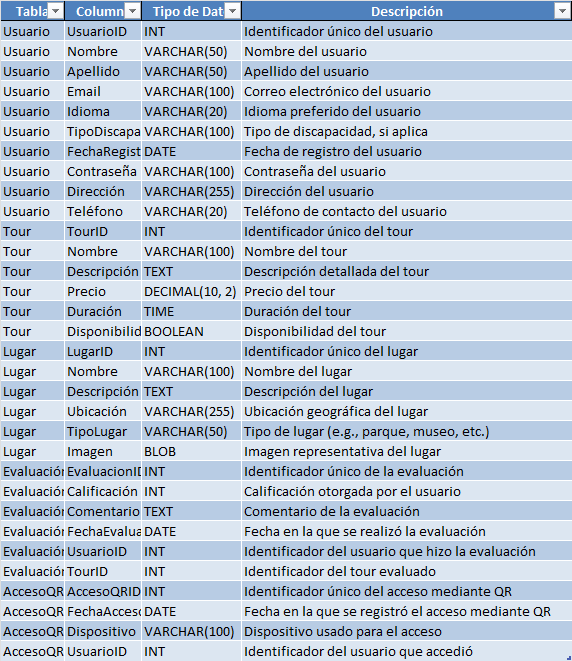 Tabla Column Tipo de Dat Descripción
Usuario UsuarioID INT Identificador único del usuario
Usuario Nombre VARCHAR(50) Nombre del usuario
Usuario Apellido VARCHAR(50) Apellido del usuario
Usuario Email VARCHAR(100) Correo electrónico del usuario
Usuario Idioma VARCHAR(20) Idioma preferido del usuario
Usuario TipoDiscapa VARCHAR(100) Tipo de discapacidad, si aplica
Usuario FechaRegist DATE Fecha de registro del usuario
Usuario Contraseña VARCHAR(100) Contraseña del usuario
Usuario Dirección VARCHAR(255) Dirección del usuario
Usuario Teléfono VARCHAR(20) Teléfono de contacto del usuario
Tour TourID INT Identificador único del tour
Tour Nombre VARCHAR(100) Nombre del tour
Tour Descripción TEXT Descripción detallada del tour
Tour Precio DECIMAL(10, 2) Precio del tour
Tour Duración TIME Duración del tour
Tour Disponibilid BOOLEAN Disponibilidad del tour
Lugar LugarID INT Identificador único del lugar
Lugar Nombre VARCHAR(100) Nombre del lugar
Lugar Descripción TEXT Descripción del lugar
Lugar Ubicación VARCHAR(255) Ubicación geográfica del lugar
Lugar TipoLugar VARCHAR(50) Tipo de lugar (e.g., parque, museo, etc.)
Lugar Imagen BLOB Imagen representativa del lugar
Evaluación EvaluacionID INT Identificador único de la evaluación
Evaluación Calificación INT Calificación otorgada por el usuario
Evaluación Comentario TEXT Comentario de la evaluación
Evaluación FechaEvalua DATE Fecha en la que se realizó la evaluación
Evaluación UsuarioID INT Identificador del usuario que hizo la evaluación
Evaluación TourID INT Identificador del tour evaluado
AccesoQR AccesoQRID INT Identificador único del acceso mediante QR
AccesoQR FechaAcceso DATE Fecha en la que se registró el acceso mediante QR
AccesoQR Dispositivo VARCHAR(100) Dispositivo usado para el acceso
AccesoQR UsuarioID INT Identificador del usuario que accedió